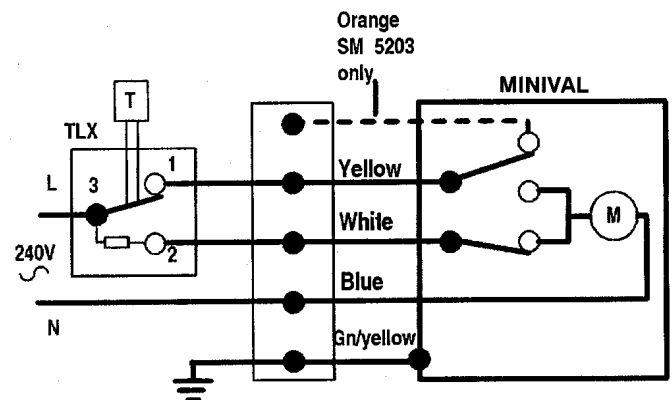 Orange
SM 5203
only
MINIVAL
T
TLX
1
Yellow
L
3
White
M
2
240V
Blue
N
Gn/yellow